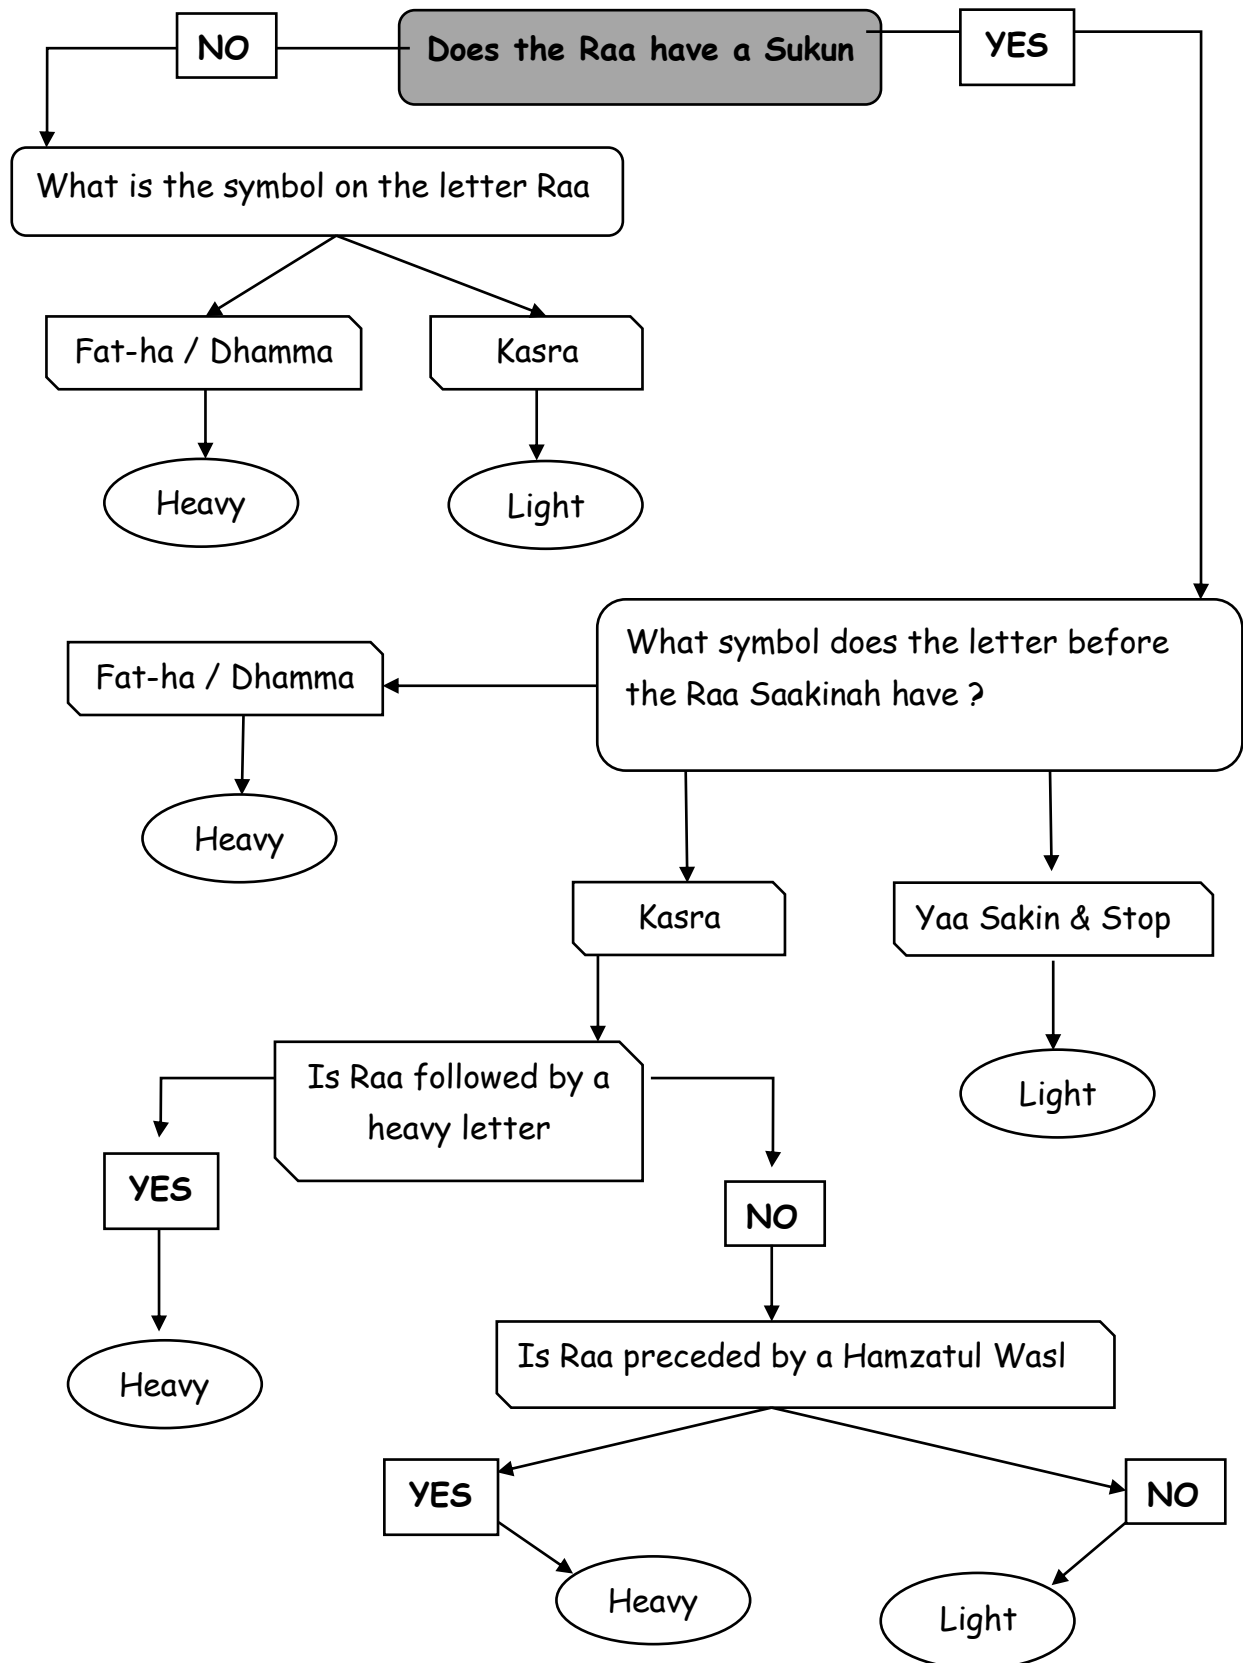 NO
Does the Raa have a Sukun
YES
What is the symbol on the letter Raa
Fat-ha / Dhamma
Kasra
Heavy
Light
What symbol does the letter before
the Raa Saakinah have ?
Fat-ha / Dhamma
Heavy
Kasra
Yaa Sakin & Stop
Light
Is Raa followed by a
heavy letter
YES
NO
Heavy
Is Raa preceded by a Hamzatul Wasl
YES
NO
Heavy
Light